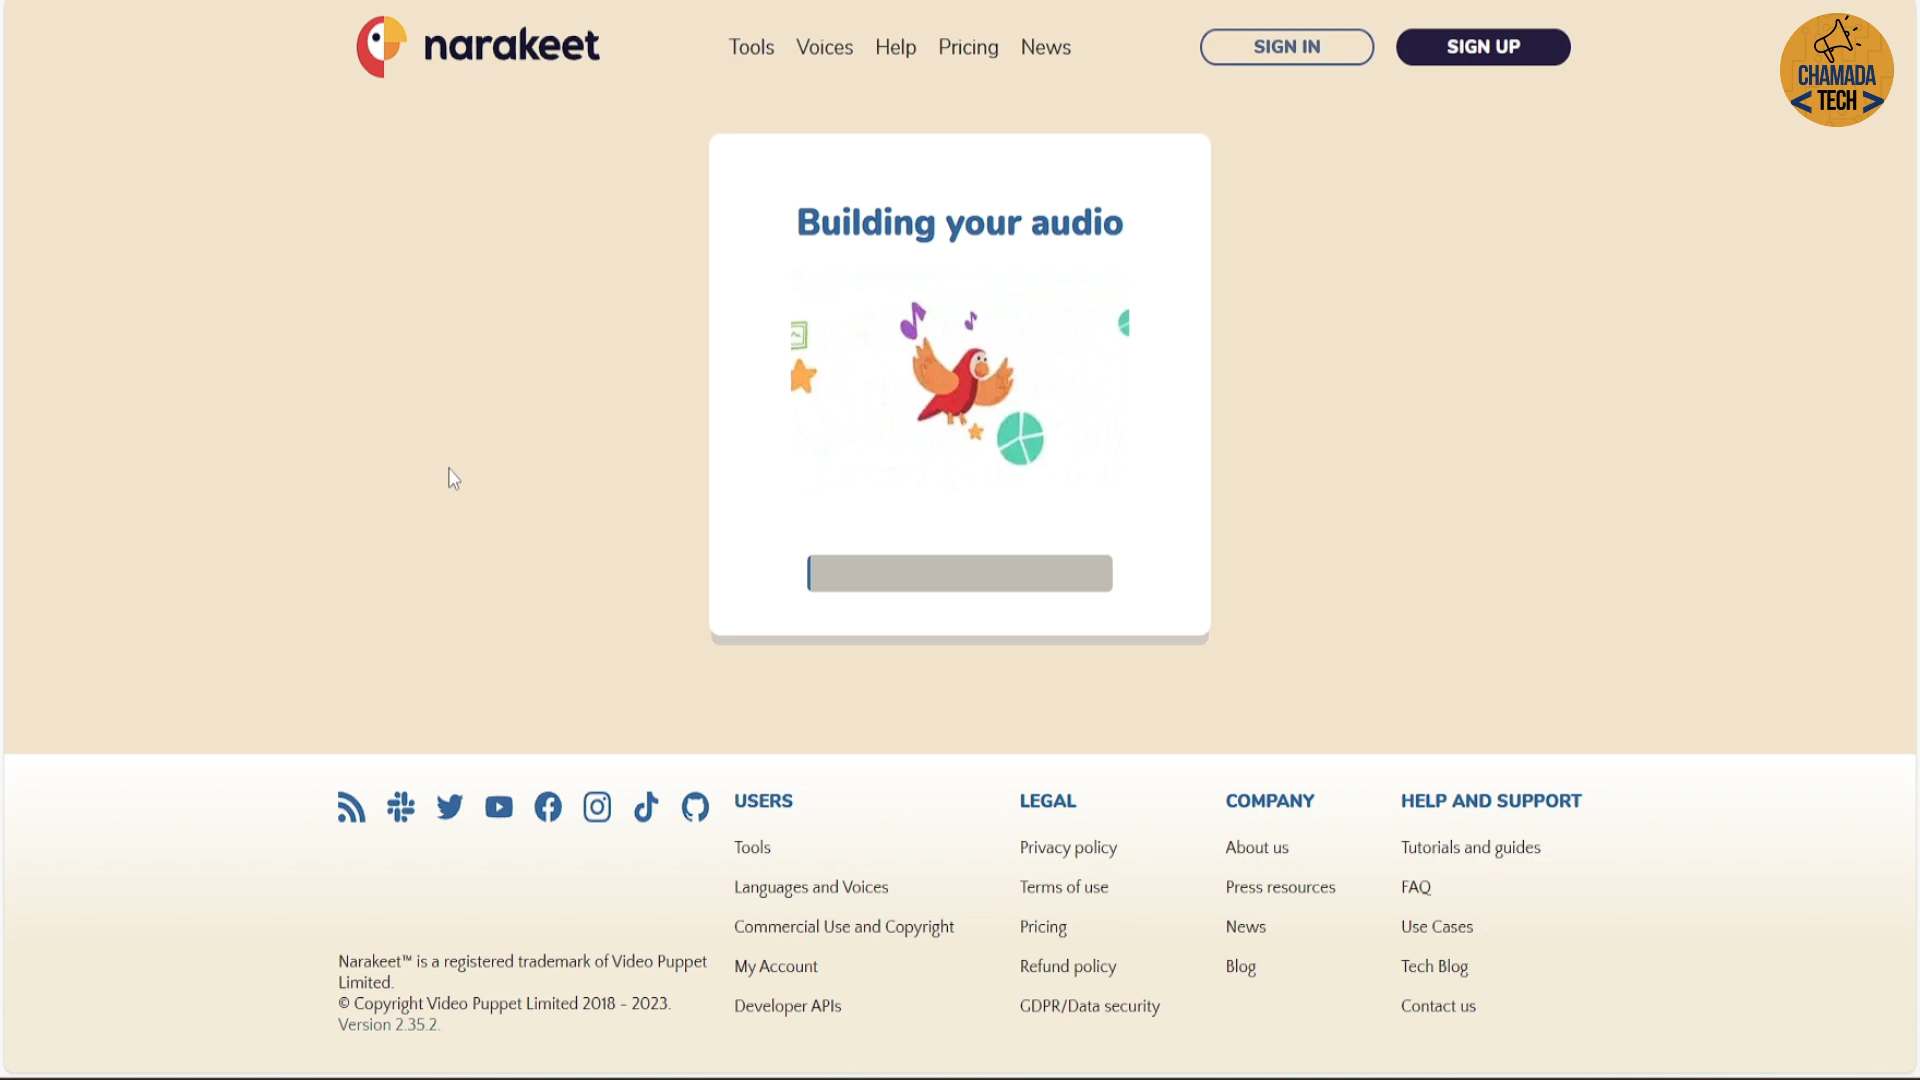 narakeet
Tools Voices Help Pricing News
SIGN IN
SIGN UP
CHAMADA
< TECH >
Building your audio
USERS
Tools
Languages and Voices
Commercial Use and Copyright
My Account
Developer APIs
LEGAL
Privacy policy
Terms of use
Pricing
Refund policy
GDPR/Data security
COMPANY
About us
Press resources
News
Blog
HELP AND SUPPORT
Tutorials and guides
FAQ
Use Cases
Tech Blog
Contact us
Narakeet™ is a registered trademark of Video Puppet
Limited.
© Copyright Video Puppet Limited 2018 - 2023.
Version 2.35.2.